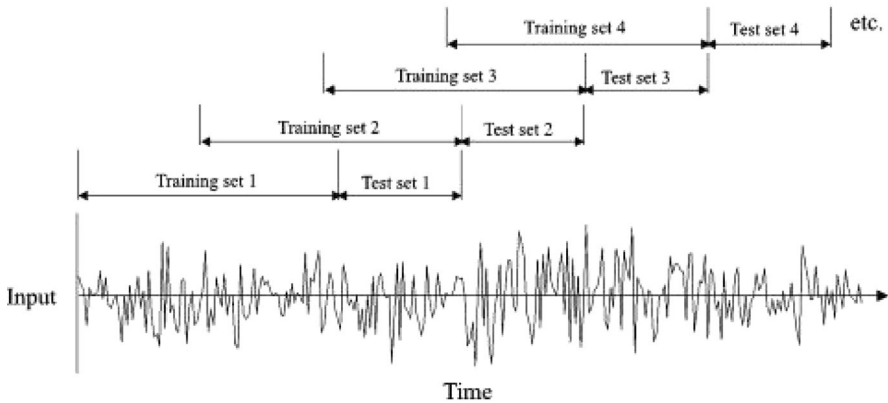 Training set 4
Test set 4
etc.
Training set 3
Test set 3
Training set 2
Test set 2
Training set 1
Test set 1
Input
Time